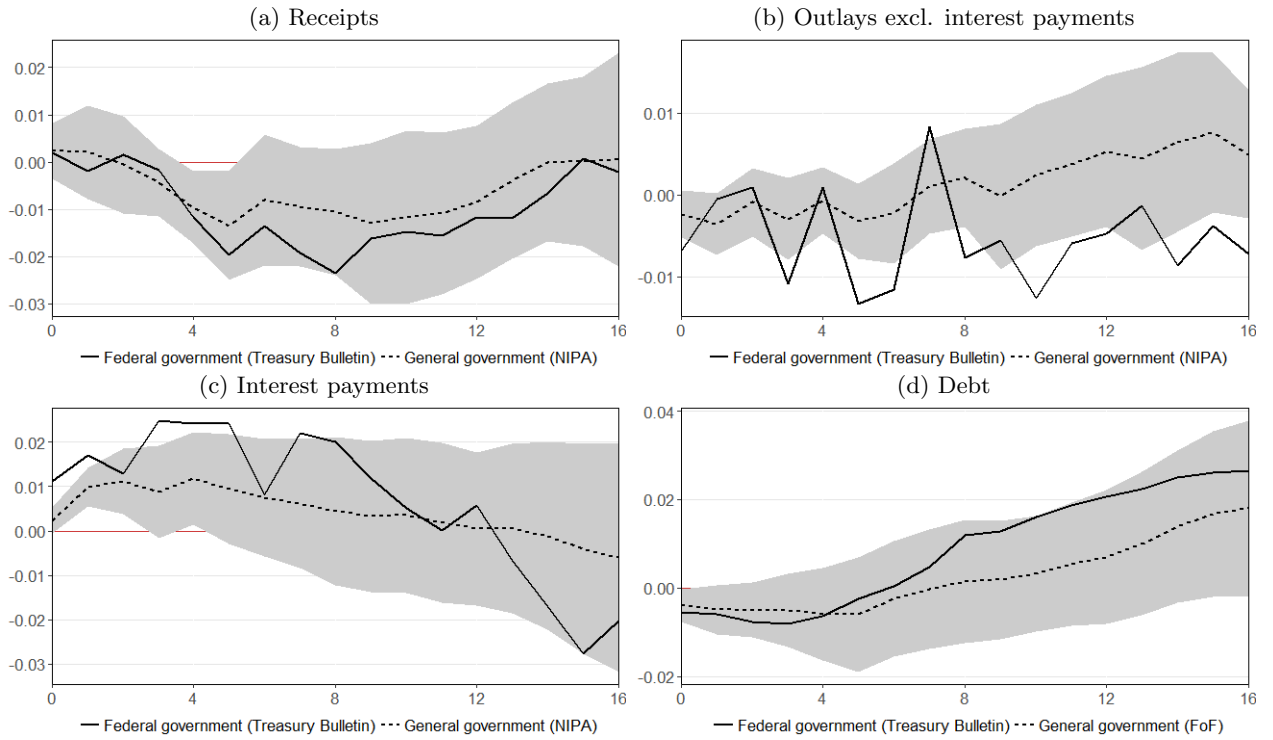 (a) Receipts
(b) Outlays excl. interest payments
0.02
0.01
0.00
-0.01
-0.02
-0.03
0 4 8 12 16
Federal government (Treasury Bulletin) General government (NIPA)
0.01
0.00
-0.01
0 4 8 12 16
Federal government (Treasury Bulletin) General government (NIPA)
(c) Interest payments
(d) Debt
0.02
0.01
0.00
-0.01
-0.02
-0.03
0 4 8 12 16
Federal government (Treasury Bulletin) General government (NIPA)
0.04
0.02
0.00
-0.02
0 4 8 12 16
Federal government (Treasury Bulletin) General government (FoF)